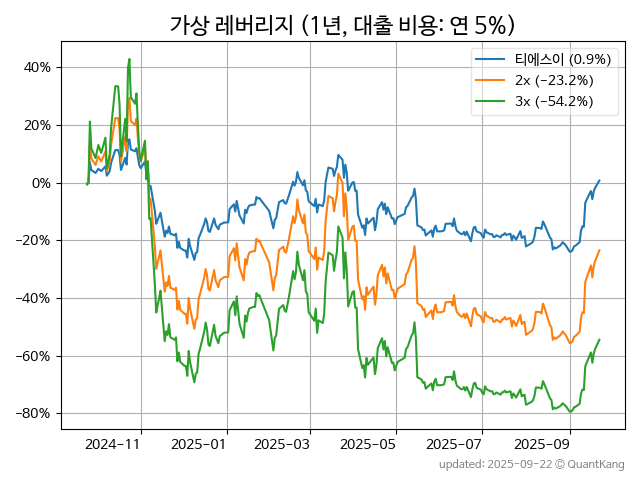 가상 레버리지 (1년, 대출 비용: 연 5%)
티에스이 (0.9%)
2x (−23.2%)
3x (−54.2%)
40%
20%
0%
−20%
−40%
−60%
−80%
2024-11
2025-01
2025-03
2025-05
2025-07
2025-09
updated: 2025-09-22 © QuantKang